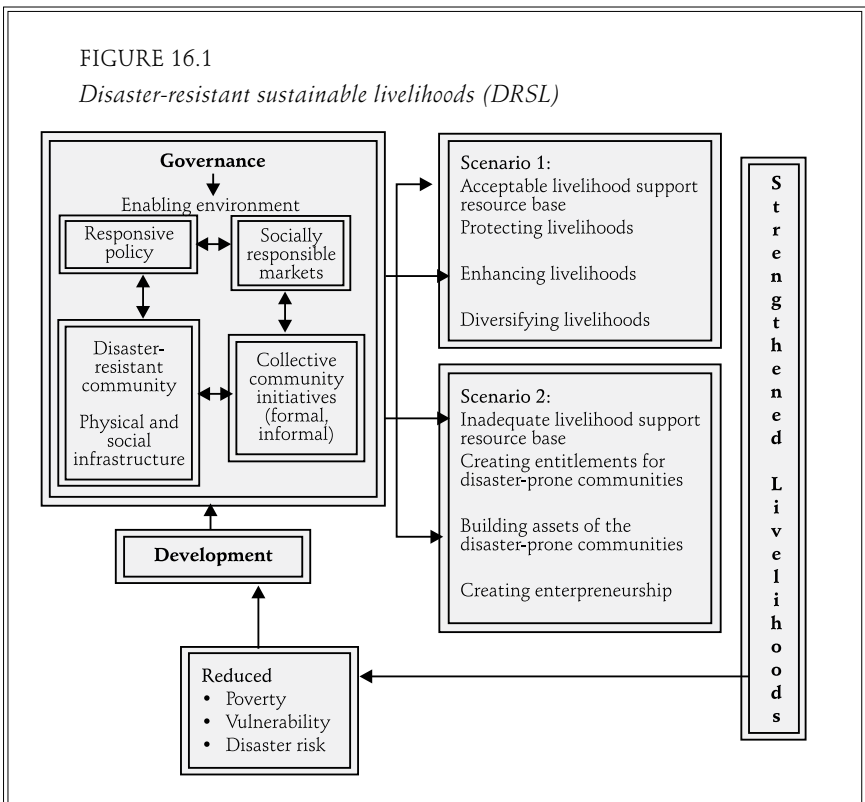 FIGURE 16.1
Disaster-resistant sustainable livelihoods (DRSL)
Governance
Enabling environment
Responsive
policy
Socially
responsible
markets
Disaster-
resistant
community
Physical and
social
infrastructure
Collective
community
initiatives
(formal,
informal)
Development
Reduced
• Poverty
• Vulnerability
• Disaster risk
Scenario 1:
Acceptable livelihood support
resource base
Protecting livelihoods
Enhancing livelihoods
Diversifying livelihoods
Scenario 2:
Inadequate livelihood support
resource base
Creating entitlements for
disaster-prone communities
Building assets of the
disaster-prone communities
Creating enterpreneurship
Strengthened Livelihoods